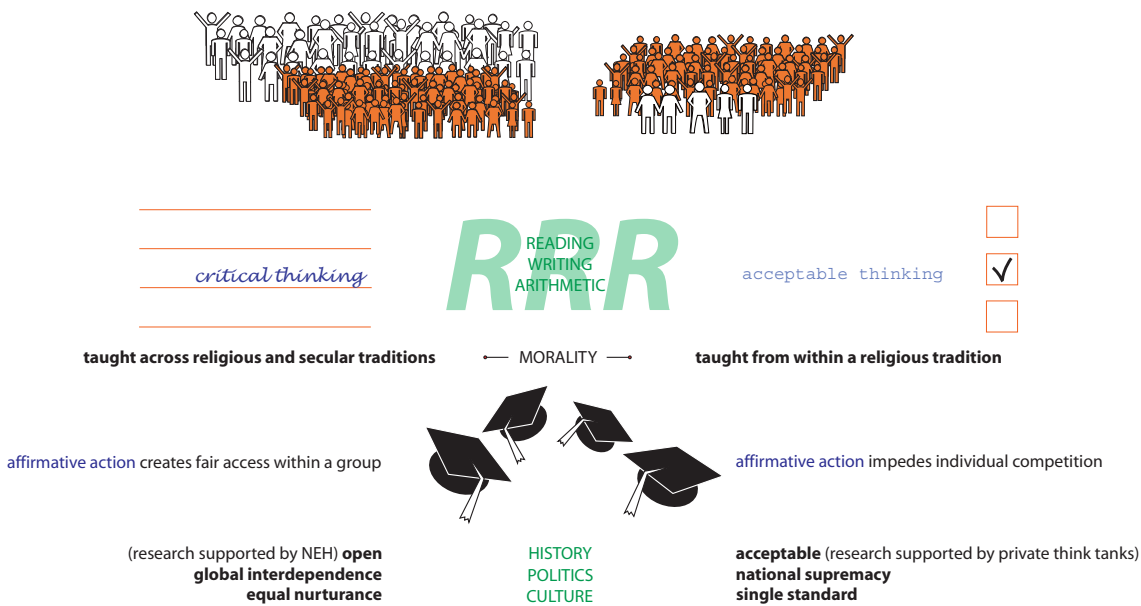 RRR
READING
WRITING
ARITHMETIC
critical thinking
acceptable thinking
taught across religious and secular traditions MORALITY taught from within a religious tradition
affirmative action creates fair access within a group affirmative action impedes individual competition
(research supported by NEH) open HISTORY acceptable (research supported by private think tanks)
global interdependence POLITICS national supremacy
equal nurturance CULTURE single standard